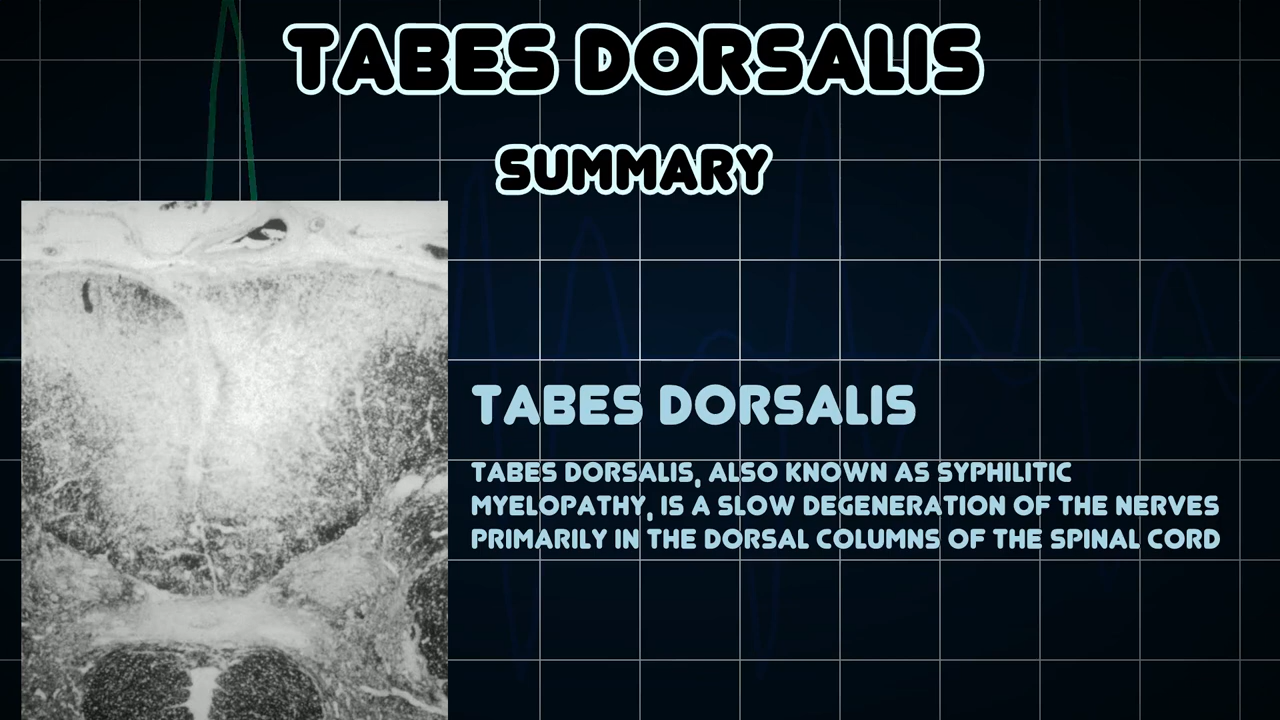 TABES DORSALIS
SUMMARY
TABES DORSALIS
TABES DORSALIS, ALSO KNOWN AS SYPHILITIC
MYELOPATHY, IS A SLOW DEGENERATION OF THE NERVES
PRIMARILY IN THE DORSAL COLUMNS OF THE SPINAL CORD